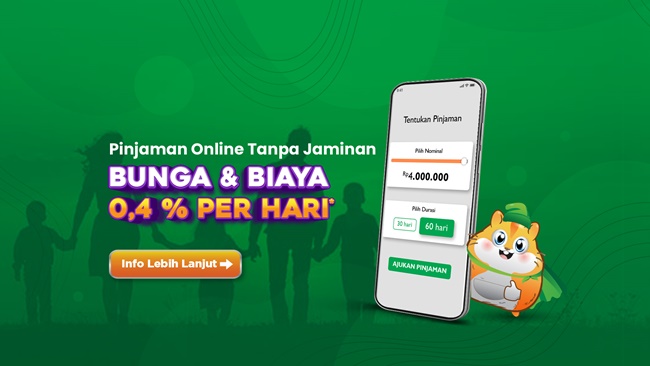 Pinjaman Online Tanpa Jaminan
BUNGA & BIAYA
0,4 % PER HARI*
Info Lebih Lanjut
Tentukan Pinjaman
Pilih Nominal
Rp4.000.000
Pilih Durasi
30 hari
60 hari
AJUKAN PINJAMAN